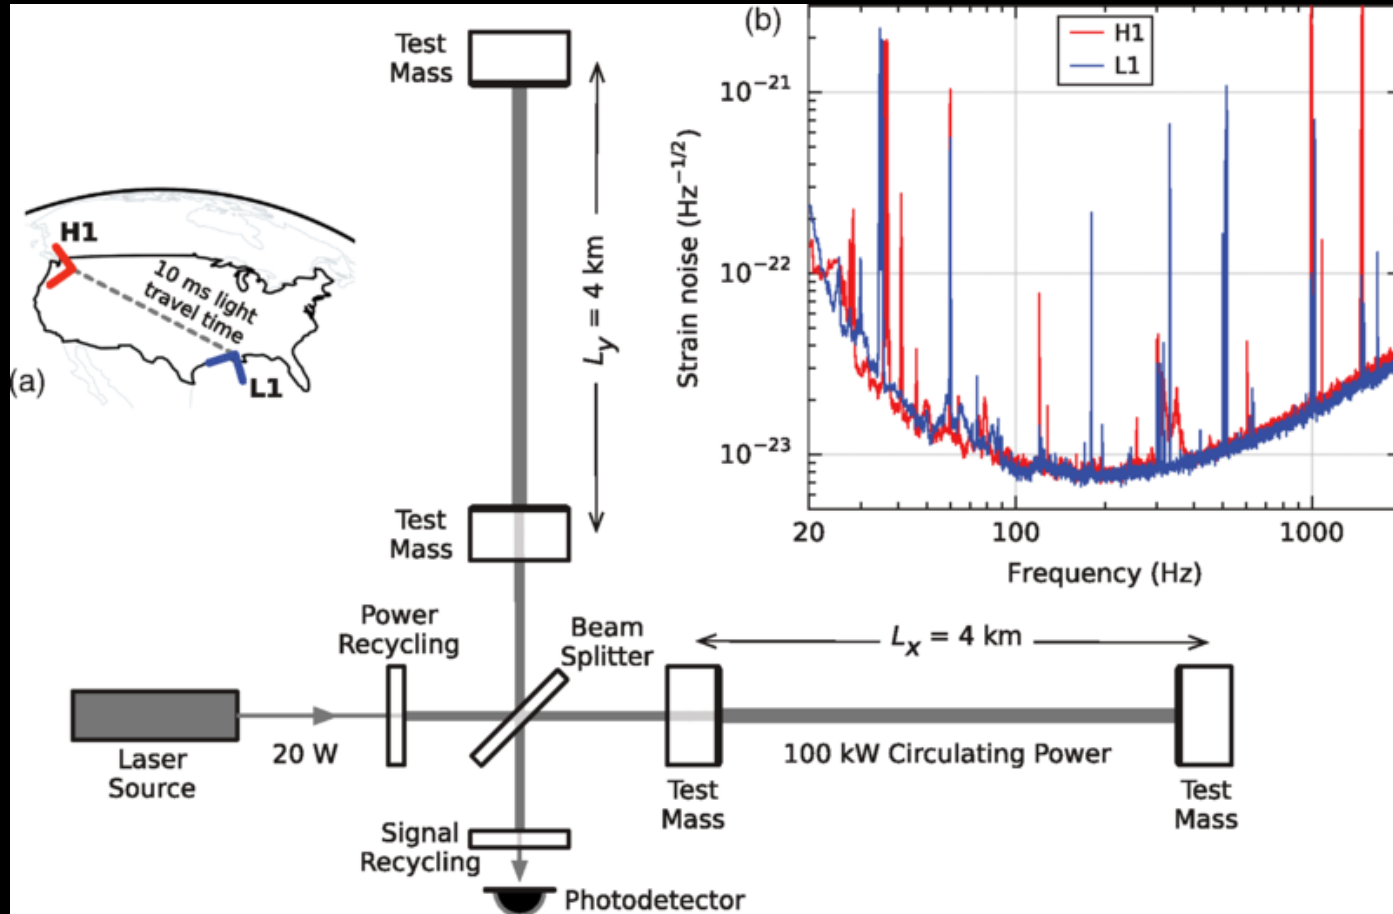 Test
Mass
L_y = 4 km
Test
Mass
H1
10 ms light
travel time
L1
(a)
(b)
H1
L1
Strain noise (Hz^{-1/2})
10^{-21}
10^{-22}
10^{-23}
20
100
1000
Frequency (Hz)
Power
Recycling
Beam
Splitter
L_x = 4 km
Laser
Source
20 W
100 kW Circulating Power
Test
Mass
Test
Mass
Signal
Recycling
Photodetector